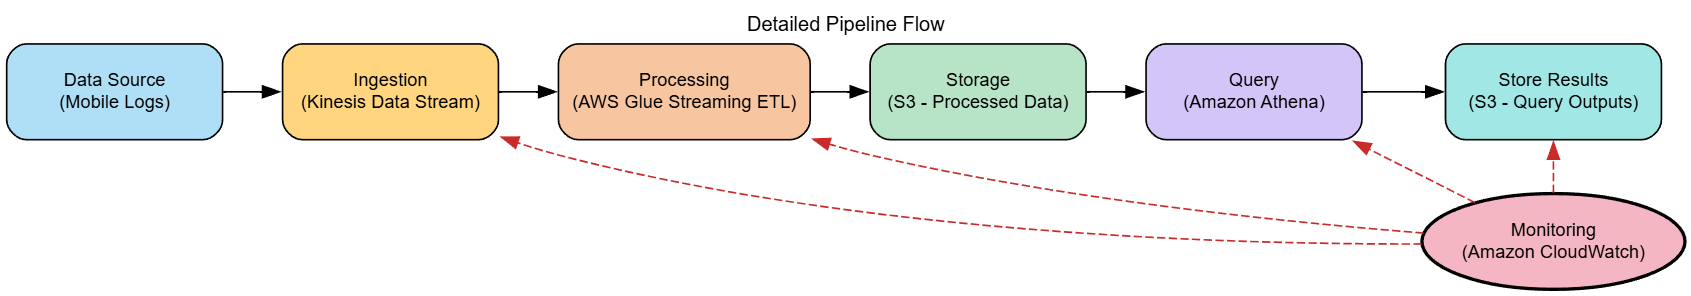 Detailed Pipeline Flow
Data Source
(Mobile Logs)
Ingestion
(Kinesis Data Stream)
Processing
(AWS Glue Streaming ETL)
Storage
(S3 - Processed Data)
Query
(Amazon Athena)
Store Results
(S3 - Query Outputs)
Monitoring
(Amazon CloudWatch)